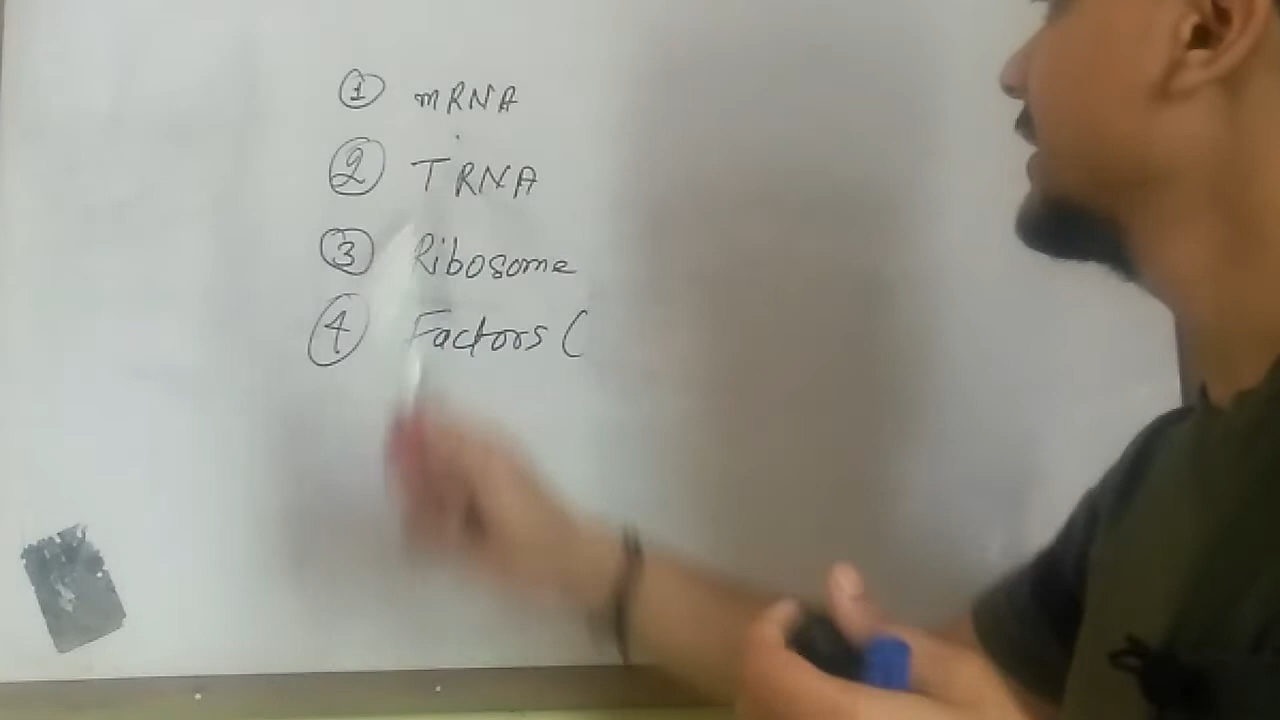 ① mRNA
② TRNA
③ Ribosome
④ Factors (